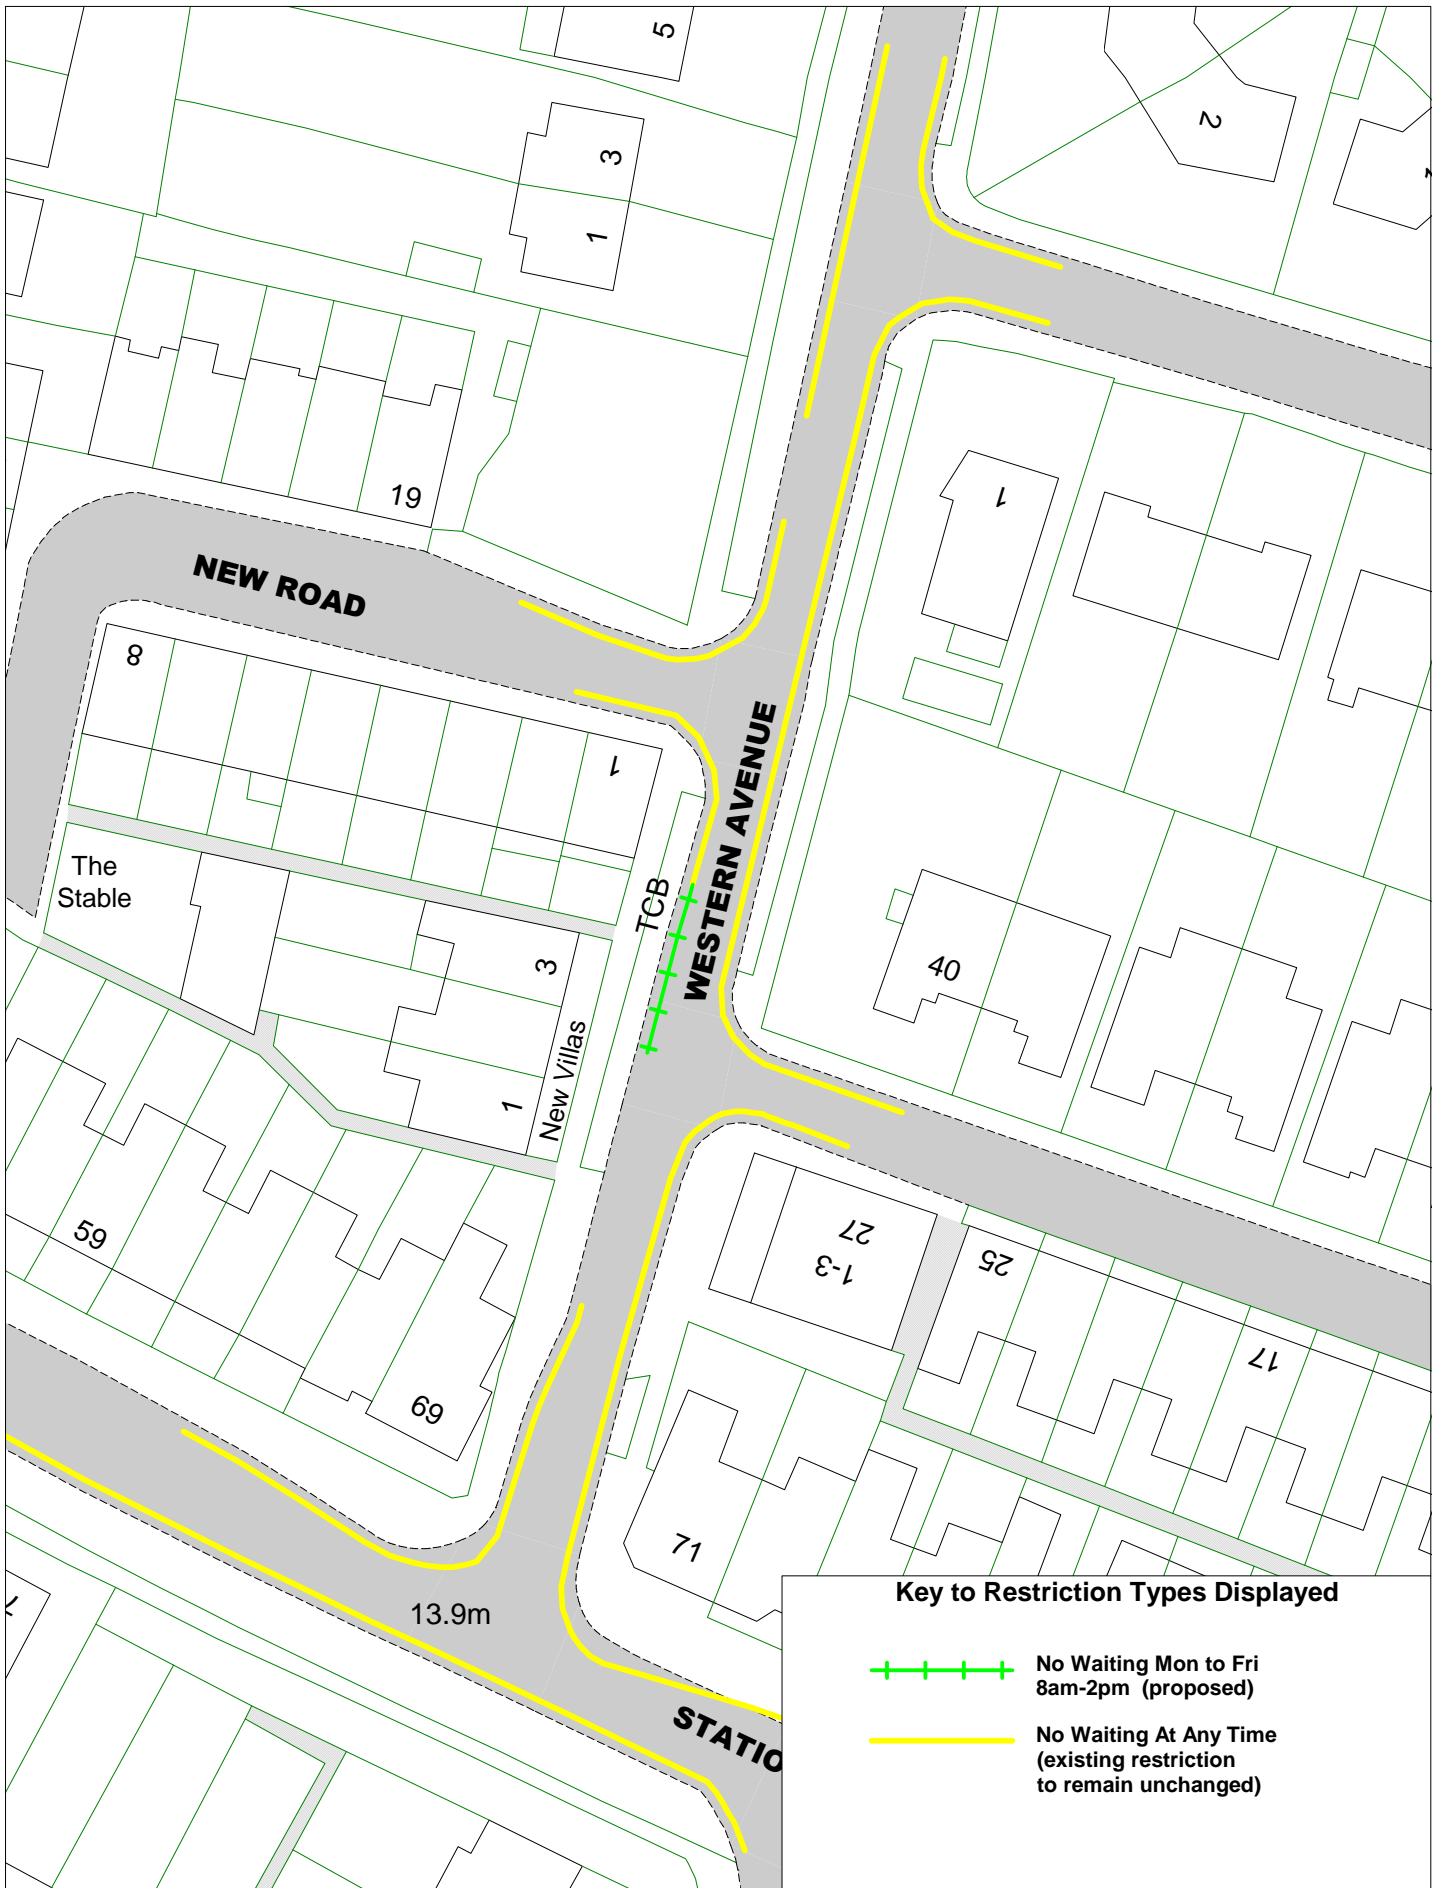 5
3
1
2
19
1
NEW ROAD
8
1
WESTERN AVENUE
The
Stable
TCB
3
40
New Villas
1
59
27
1-3
25
17
69
71
13.9m
7
STATIO
Key to Restriction Types Displayed
No Waiting Mon to Fri
8am-2pm (proposed)
No Waiting At Any Time
(existing restriction
to remain unchanged)